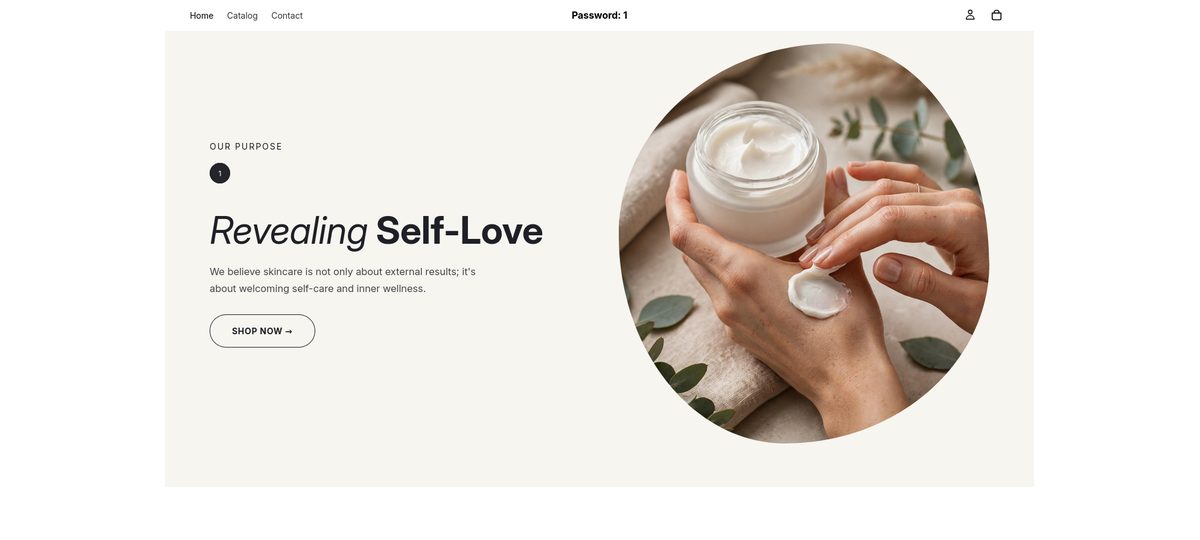 Home Catalog Contact Password: 1
OUR PURPOSE
1
Revealing Self-Love
We believe skincare is not only about external results; it's
about welcoming self-care and inner wellness.
SHOP NOW →